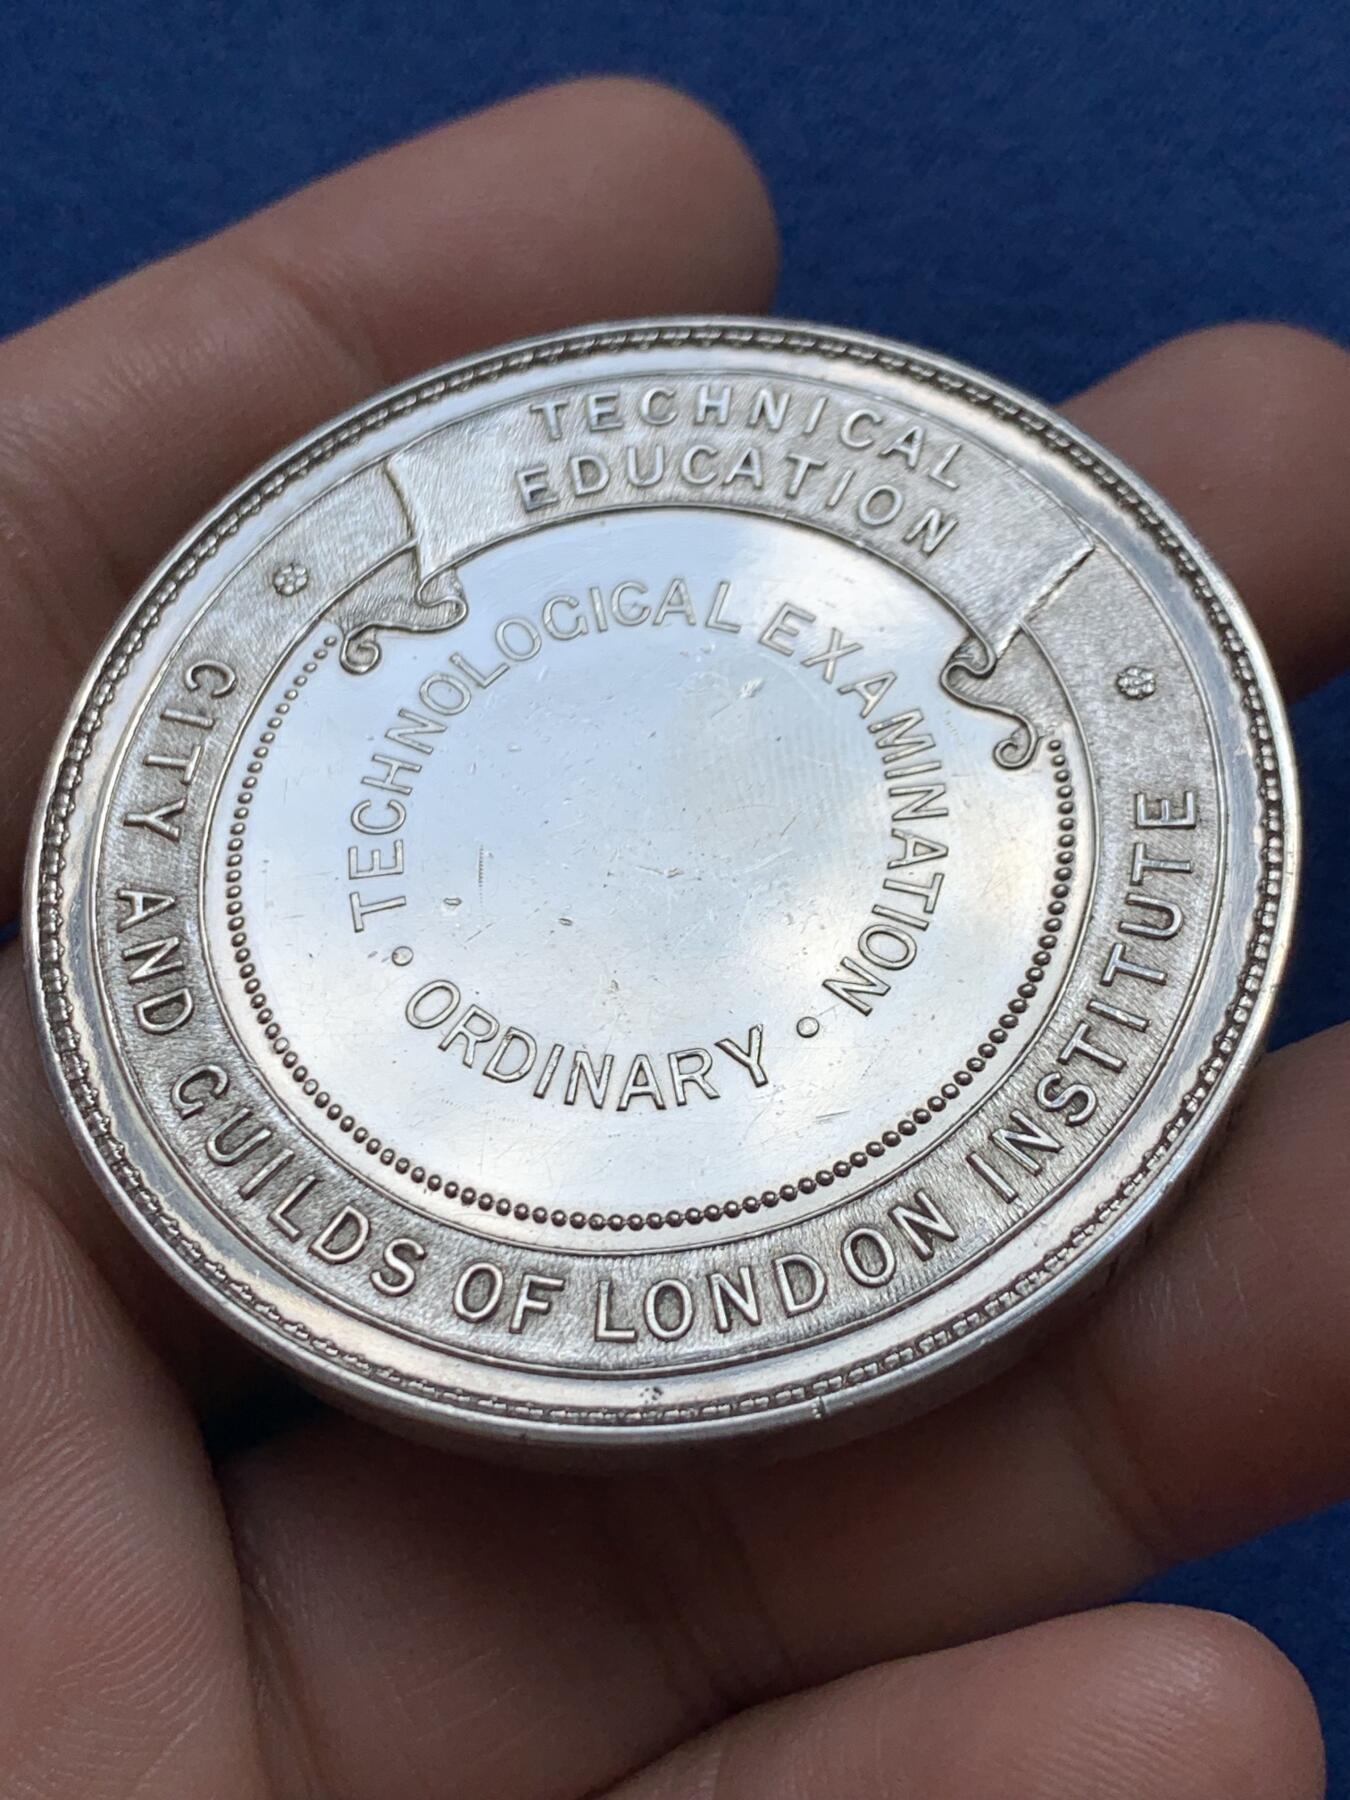 TECHNICAL
EDUCATION
CITY AND GUILDS OF LONDON INSTITUTE
TECHNOLOGICAL EXAMINATION
• ORDINARY •